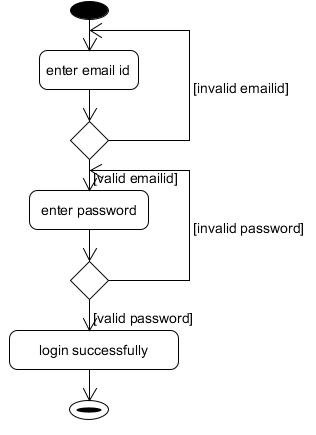 enter email id
[invalid emailid]
[valid emailid]
enter password
[invalid password]
[valid password]
login successfully